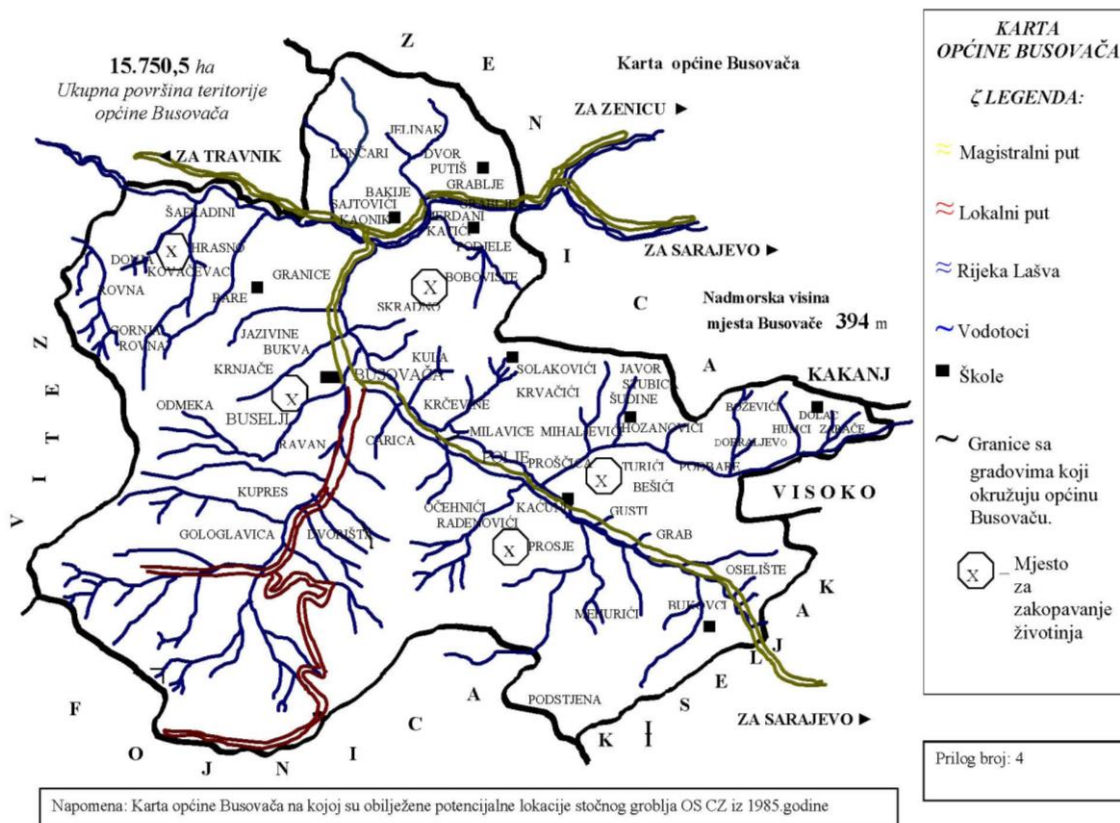 15.750,5 ha
Ukupna površina teritorije
općine Busovača
Karta općine Busovača
ZA ZENICU ►
◄ ZA TRAVNIK
ZA SARAJEVO ►
Z E N I C A
JELINAK
LONČARI
DVOR
PUTIŠ
GRABLJE
BAKIJE
SAJTOVIĆI
KAONIK
MERDANI
KATIĆI
PODJELE
HRASNO
KOVAČEVAC
DONJA
ROVNA
GRANICE
BARE
BOBOVIŠTE
SKRADNO
GORNJA
ROVNA
JAZIVINE
BUKVA
Nadmorska visina
mjesta Busovače 394 m
KRNJAČE
KULA
SOLAKOVIĆI
JAVOR
KAKANJ
BUSOVAČA
KRVAČIĆI
ŠUDINE
BOŽEVIĆI
DOLAC
ODMEKA
BUSELJI
KRČEVINE
HOZANOVIĆI
HUMCI
RAVAN
CARICA
MILAVICE
MIHALJEVIĆI
POLJE
PROŠČICA
TURIĆI
PODBARE
BEŠIĆI
VISOKO
V I T E Z
KUPRES
OČEHNIĆI
RADENOVIĆI
KAĆUNI
GUSTI
GOLOGLAVICA
DVORIŠTA
PROSJE
GRAB
OSELIŠTE
MEHURIĆI
BUKOVCI
PODSTJENA
K I S E L J A K
ZA SARAJEVO ►
F O J N I C A
X
X
X
X
X
KARTA
OPĆINE BUSOVAČA
ζ LEGENDA:
Magistralni put
Lokalni put
Rijeka Lašva
Vodotoci
Škole
Granice sa
gradovima koji
okružuju općinu
Busovaču.
X – Mjesto
za
zakopavanje
životinja
Prilog broj: 4
Napomena: Karta općine Busovača na kojoj su obilježene potencijalne lokacije stočnog groblja OS CZ iz 1985.godine